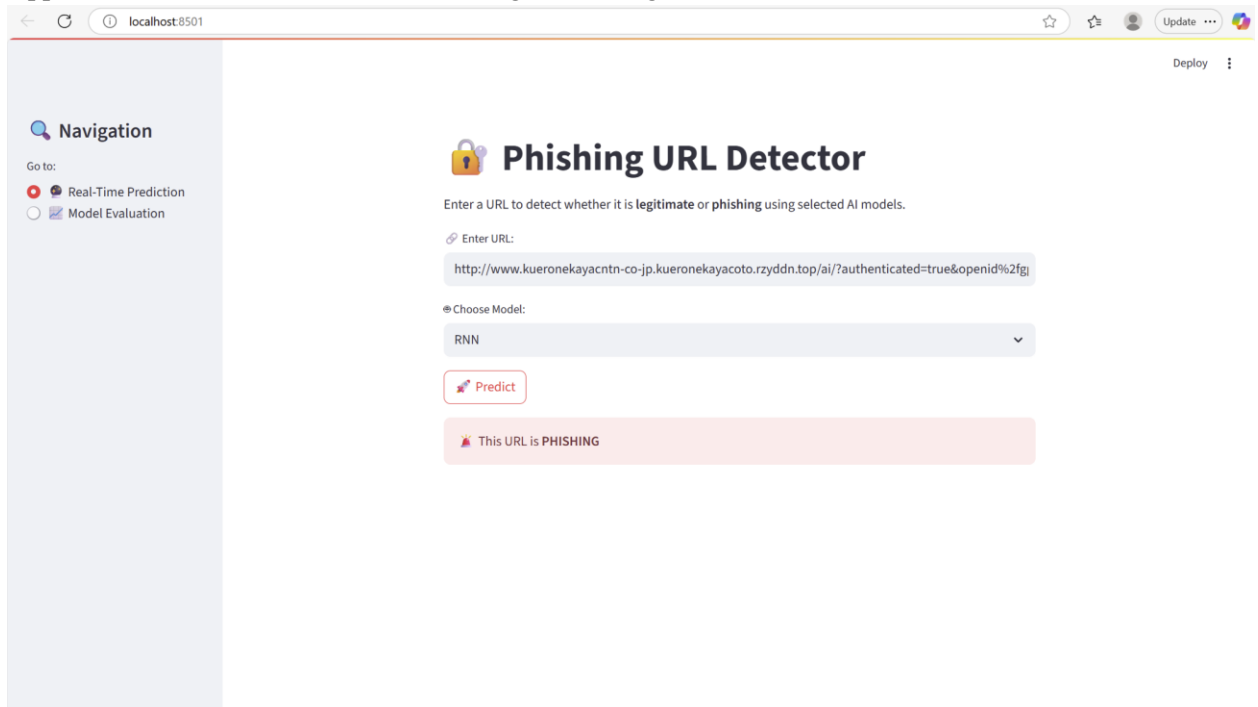 localhost:8501
Update
Deploy
Navigation
Go to:
Real-Time Prediction
Model Evaluation
Phishing URL Detector
Enter a URL to detect whether it is legitimate or phishing using selected AI models.
Enter URL:
http://www.kueronekayacntn-co-jp.kueronekayacoto.rzyddn.top/ai/?authenticated=true&openid%2fg
Choose Model:
RNN
Predict
This URL is PHISHING